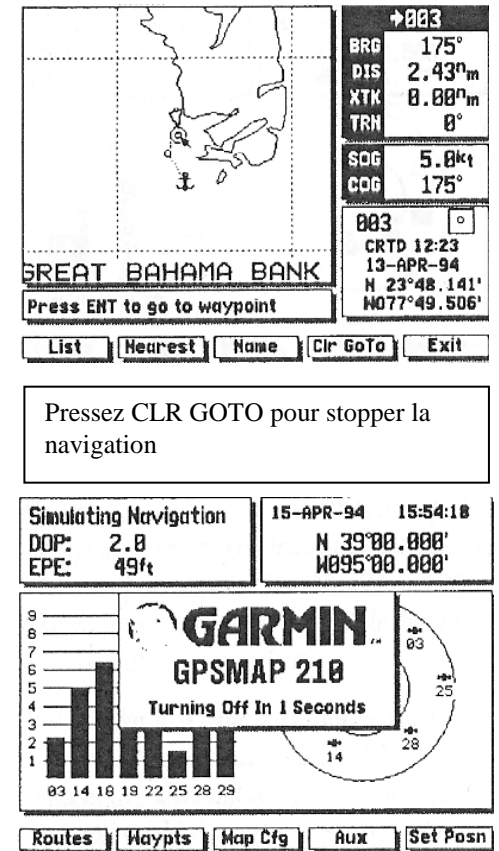 ➔003
BRG 175°
DIS 2.43nm
XTK 0.00nm
TRN 0°
SOG 5.0kt
COG 175°
003
CRTD 12:23
13-APR-94
N 23°48.141'
W077°49.506'
GREAT BAHAMA BANK
Press ENT to go to waypoint
List Nearest Name Clr GoTo Exit
Pressez CLR GOTO pour stopper la
navigation
Simulating Navigation
DOP: 2.0
EPE: 49ft
15-APR-94 15:54:18
N 39°00.000'
W095°00.000'
GARMIN
GPSMAP 210
Turning Off In 1 Seconds
9
8
7
6
5
4
3
2
1
03 14 18 19 22 25 28 29
03
25
28
14
Routes Waypts Map Cfg Aux Set Posn